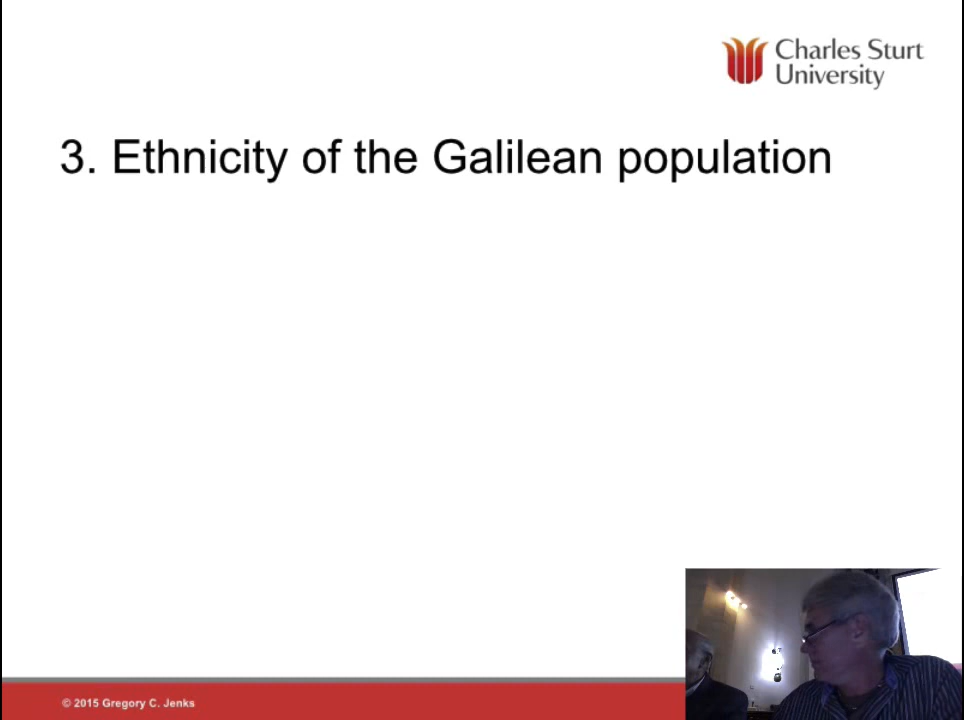 Charles Sturt
University
3. Ethnicity of the Galilean population
© 2015 Gregory C. Jenks